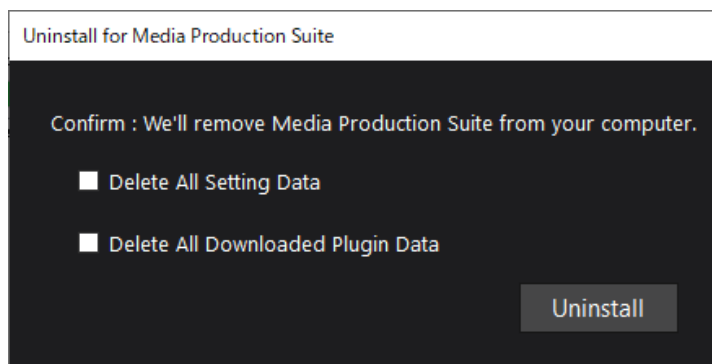 Uninstall for Media Production Suite
Confirm : We'll remove Media Production Suite from your computer.
Delete All Setting Data
Delete All Downloaded Plugin Data
Uninstall